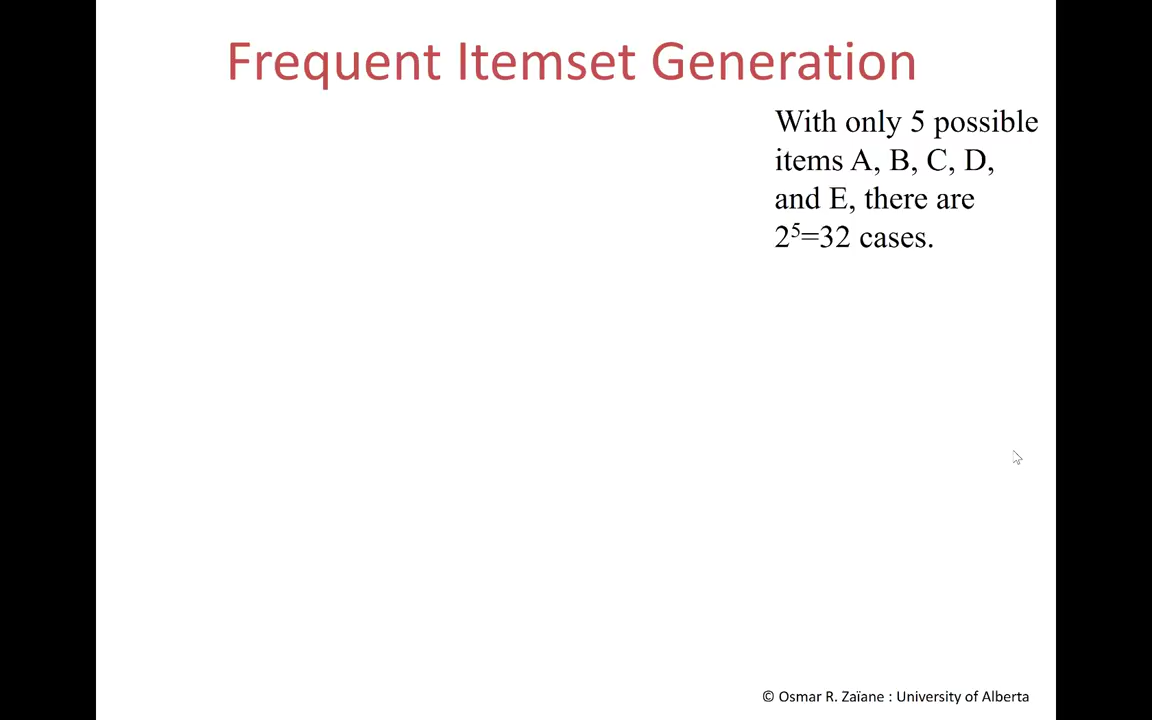 Frequent Itemset Generation
With only 5 possible
items A, B, C, D,
and E, there are
2⁵=32 cases.
© Osmar R. Zaïane : University of Alberta